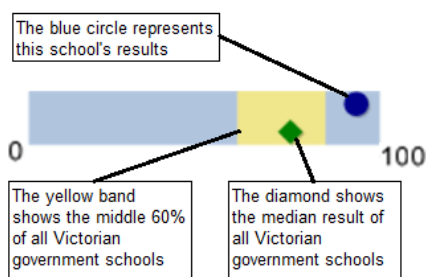 The blue circle represents
this school's results
0
100
The yellow band
shows the middle 60%
of all Victorian
government schools
The diamond shows
the median result of
all Victorian
government schools